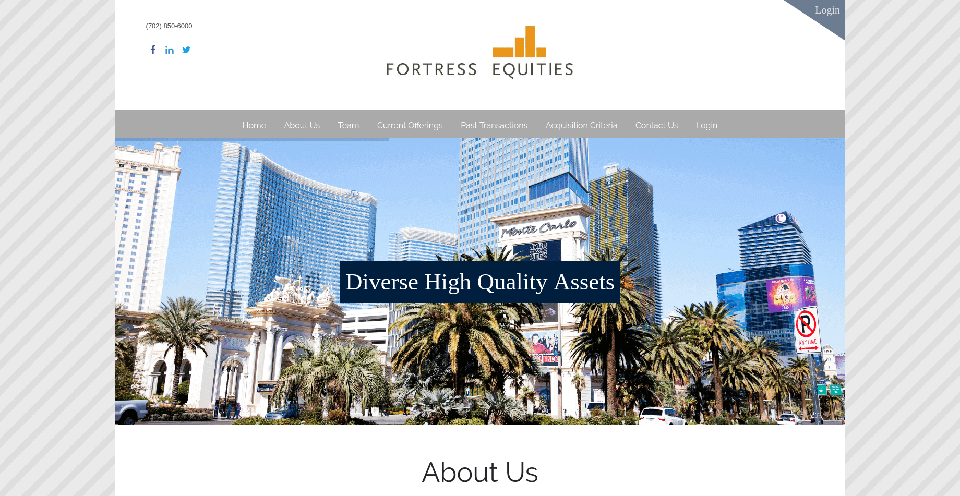 Login
(702) 850-6000
FORTRESS EQUITIES
Home About Us Team Current Offerings Past Transactions Acquisition Criteria Contact Us Login
Monte Carlo
Diverse High Quality Assets
About Us